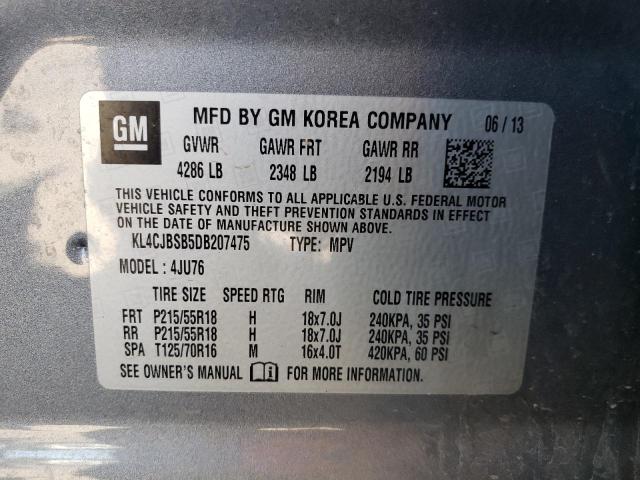 GM MFD BY GM KOREA COMPANY 06 / 13
GVWR GAWR FRT GAWR RR
4286 LB 2348 LB 2194 LB
THIS VEHICLE CONFORMS TO ALL APPLICABLE U.S. FEDERAL MOTOR
VEHICLE SAFETY AND THEFT PREVENTION STANDARDS IN EFFECT
ON THE DATE OF MANUFACTURE SHOWN ABOVE.
KL4CJBSB5DB207475 TYPE: MPV
MODEL : 4JU76
TIRE SIZE SPEED RTG RIM COLD TIRE PRESSURE
FRT P215/55R18 H 18x7.0J 240KPA, 35 PSI
RR P215/55R18 H 18x7.0J 240KPA, 35 PSI
SPA T125/70R16 M 16x4.0T 420KPA, 60 PSI
SEE OWNER'S MANUAL FOR MORE INFORMATION.